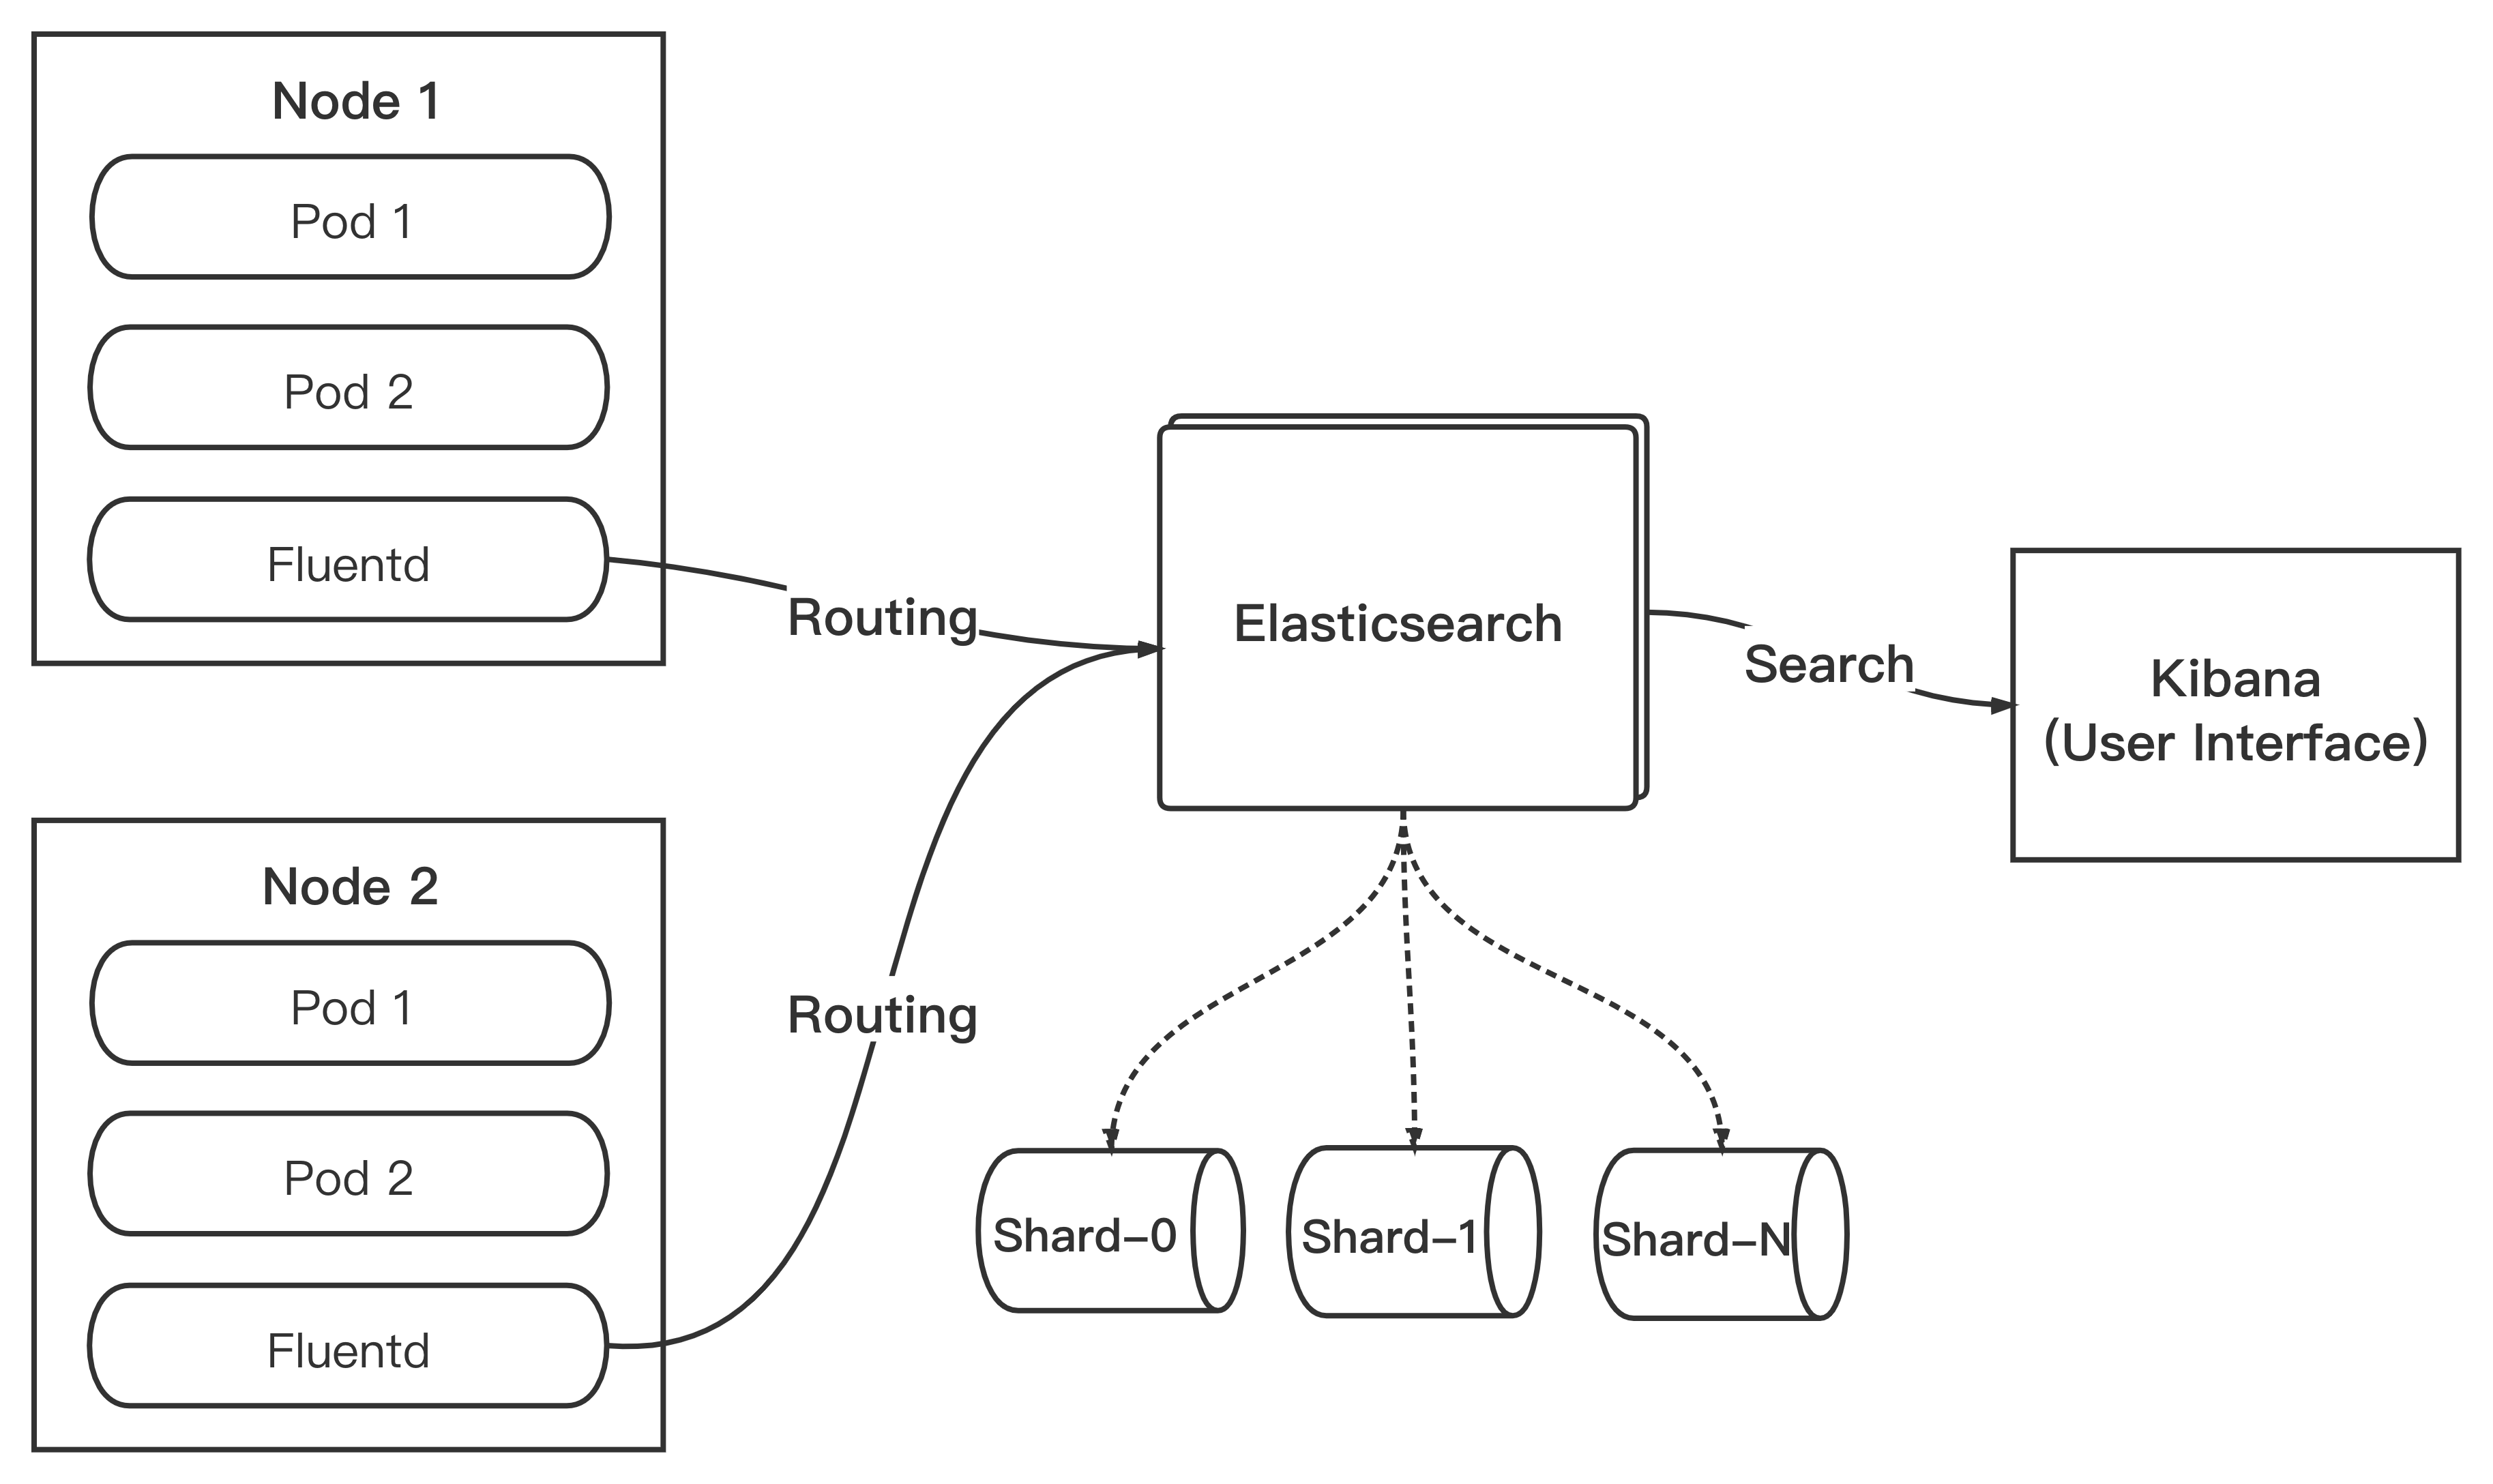 Node 1
Pod 1
Pod 2
Fluentd
Routing
Elasticsearch
Search
Kibana
(User Interface)
Node 2
Pod 1
Pod 2
Fluentd
Routing
Shard-0
Shard-1
Shard-N